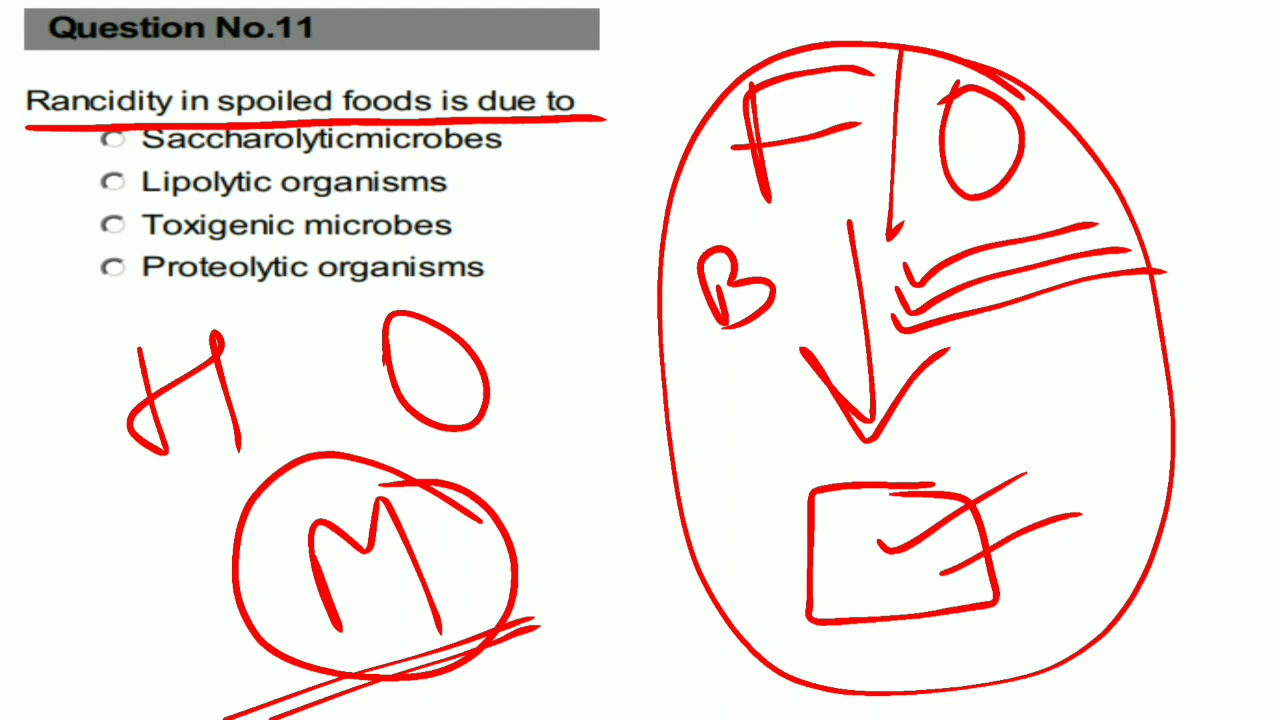 Question No.11
Rancidity in spoiled foods is due to
Saccharolyticmicrobes
Lipolytic organisms
Toxigenic microbes
Proteolytic organisms
F O
B
H O
M